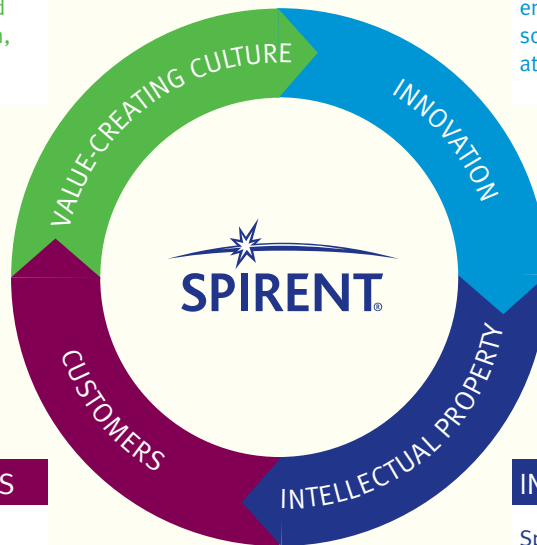 VALUE-CREATING CULTURE
INNOVATION
SPIRENT®
CUSTOMERS
INTELLECTUAL PROPERTY